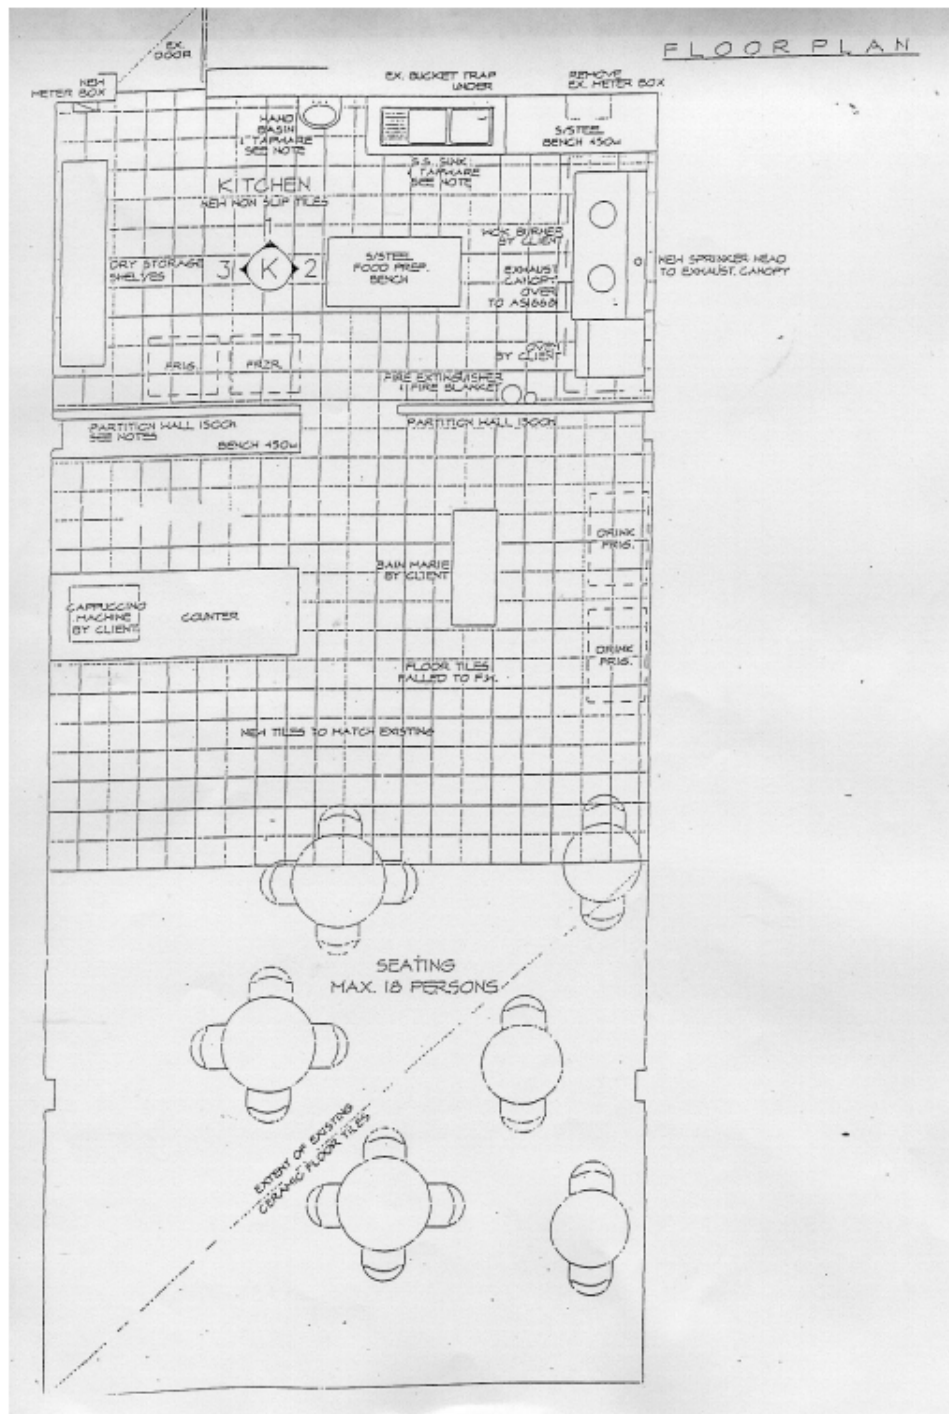 FLOOR PLAN
EX.
DOOR
NEW
METER BOX
EX. BUCKET TRAP
UNDER
REMOVE
EX. METER BOX
HAND
BASIN
& TAPWARE
SEE NOTE
S/STEEL
BENCH 450w
S.S. SINK
& TAPWARE
SEE NOTE
KITCHEN
NEW NON SLIP TILES
1
3 K 2
DRY STORAGE
SHELVES
S/STEEL
FOOD PREP.
BENCH
WOK BURNER
BY CLIENT
EXHAUST
CANOPY
OVER
TO AS1668
NEW SPRINKER HEAD
TO EXHAUST. CANOPY
OVEN
BY CLIENT
FRIG.
FRZR.
FIRE EXTINGUISHER
& FIRE BLANKET
PARTITION WALL 1500h
SEE NOTES
BENCH 450w
PARTITION WALL 1500h
DRINK
FRIG.
BAIN MARIE
BY CLIENT
CAPPUCCINO
MACHINE
BY CLIENT
COUNTER
DRINK
FRIG.
FLOOR TILES
FALLED TO F.W.
NEW TILES TO MATCH EXISTING
SEATING
MAX. 18 PERSONS
EXTENT OF EXISTING
CERAMIC FLOOR TILES